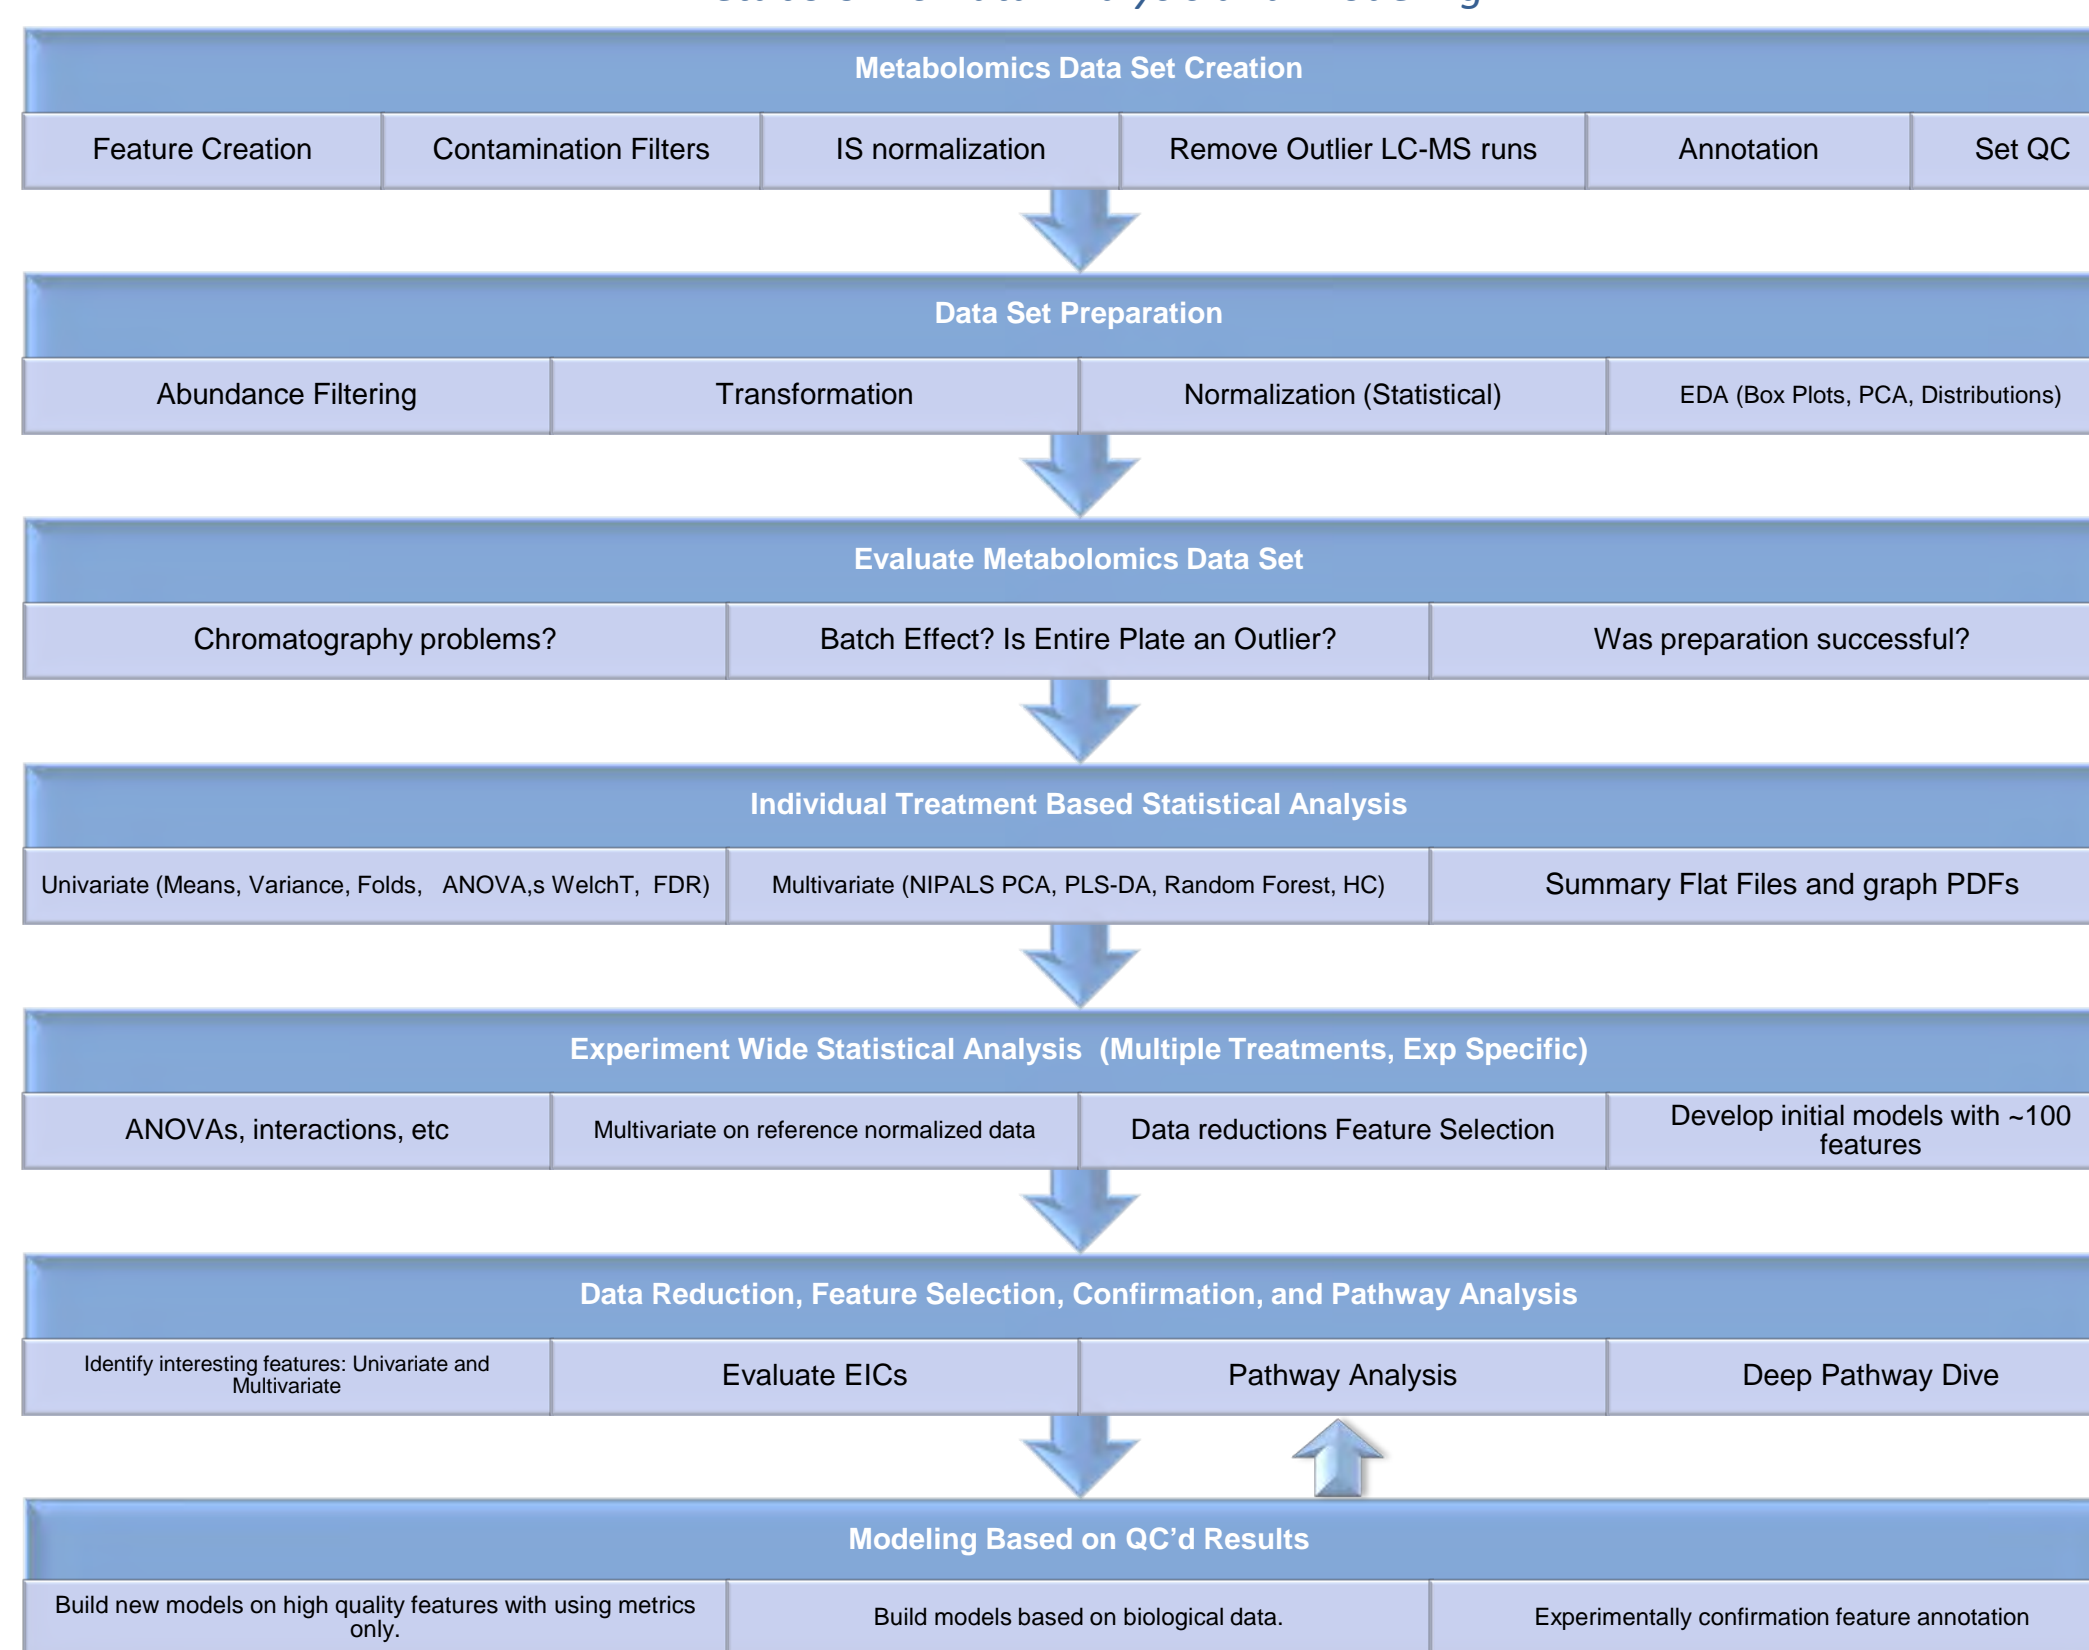 Metabolomics Data Set Creation
Feature Creation
Contamination Filters
IS normalization
Remove Outlier LC-MS runs
Annotation
Set QC
Data Set Preparation
Abundance Filtering
Transformation
Normalization (Statistical)
EDA (Box Plots, PCA, Distributions)
Evaluate Metabolomics Data Set
Chromatography problems?
Batch Effect? Is Entire Plate an Outlier?
Was preparation successful?
Individual Treatment Based Statistical Analysis
Univariate (Means, Variance, Folds, ANOVA,s WelchT, FDR)
Multivariate (NIPALS PCA, PLS-DA, Random Forest, HC)
Summary Flat Files and graph PDFs
Experiment Wide Statistical Analysis (Multiple Treatments, Exp Specific)
ANOVAs, interactions, etc
Multivariate on reference normalized data
Data reductions Feature Selection
Develop initial models with ~100
features
Data Reduction, Feature Selection, Confirmation, and Pathway Analysis
Identify interesting features: Univariate and
Multivariate
Evaluate EICs
Pathway Analysis
Deep Pathway Dive
Modeling Based on QC’d Results
Build new models on high quality features with using metrics
only.
Build models based on biological data.
Experimentally confirmation feature annotation